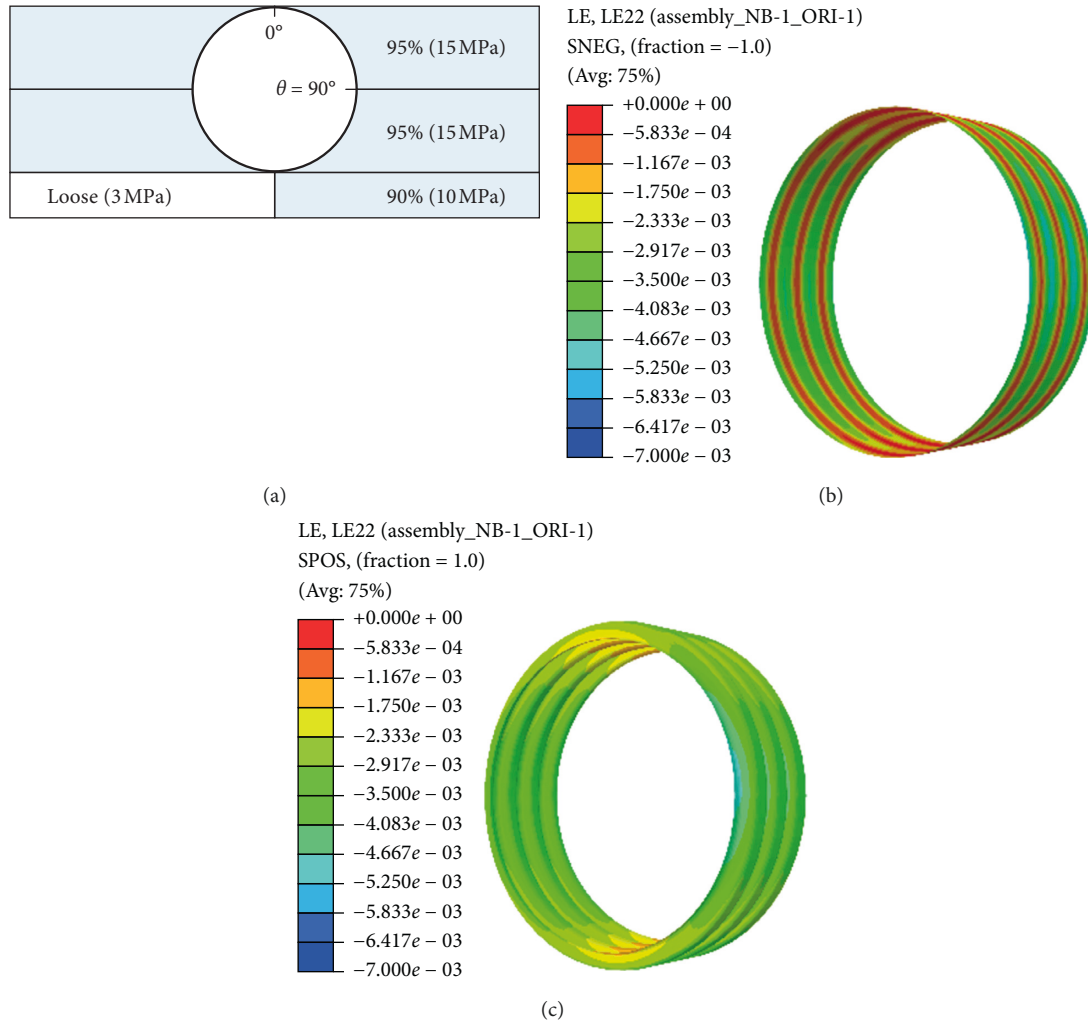 0°
95% (15 MPa)
θ = 90°
95% (15 MPa)
Loose (3 MPa)
90% (10 MPa)
(a)
LE, LE22 (assembly_NB-1_ORI-1)
SNEG, (fraction = −1.0)
(Avg: 75%)
+0.000e + 00
−5.833e − 04
−1.167e − 03
−1.750e − 03
−2.333e − 03
−2.917e − 03
−3.500e − 03
−4.083e − 03
−4.667e − 03
−5.250e − 03
−5.833e − 03
−6.417e − 03
−7.000e − 03
(b)
LE, LE22 (assembly_NB-1_ORI-1)
SPOS, (fraction = 1.0)
(Avg: 75%)
+0.000e + 00
−5.833e − 04
−1.167e − 03
−1.750e − 03
−2.333e − 03
−2.917e − 03
−3.500e − 03
−4.083e − 03
−4.667e − 03
−5.250e − 03
−5.833e − 03
−6.417e − 03
−7.000e − 03
(c)